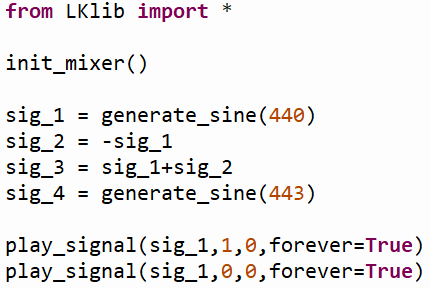 from LKlib import *
init_mixer()
sig_1 = generate_sine(440)
sig_2 = -sig_1
sig_3 = sig_1+sig_2
sig_4 = generate_sine(443)
play_signal(sig_1,1,0,forever=True)
play_signal(sig_1,0,0,forever=True)